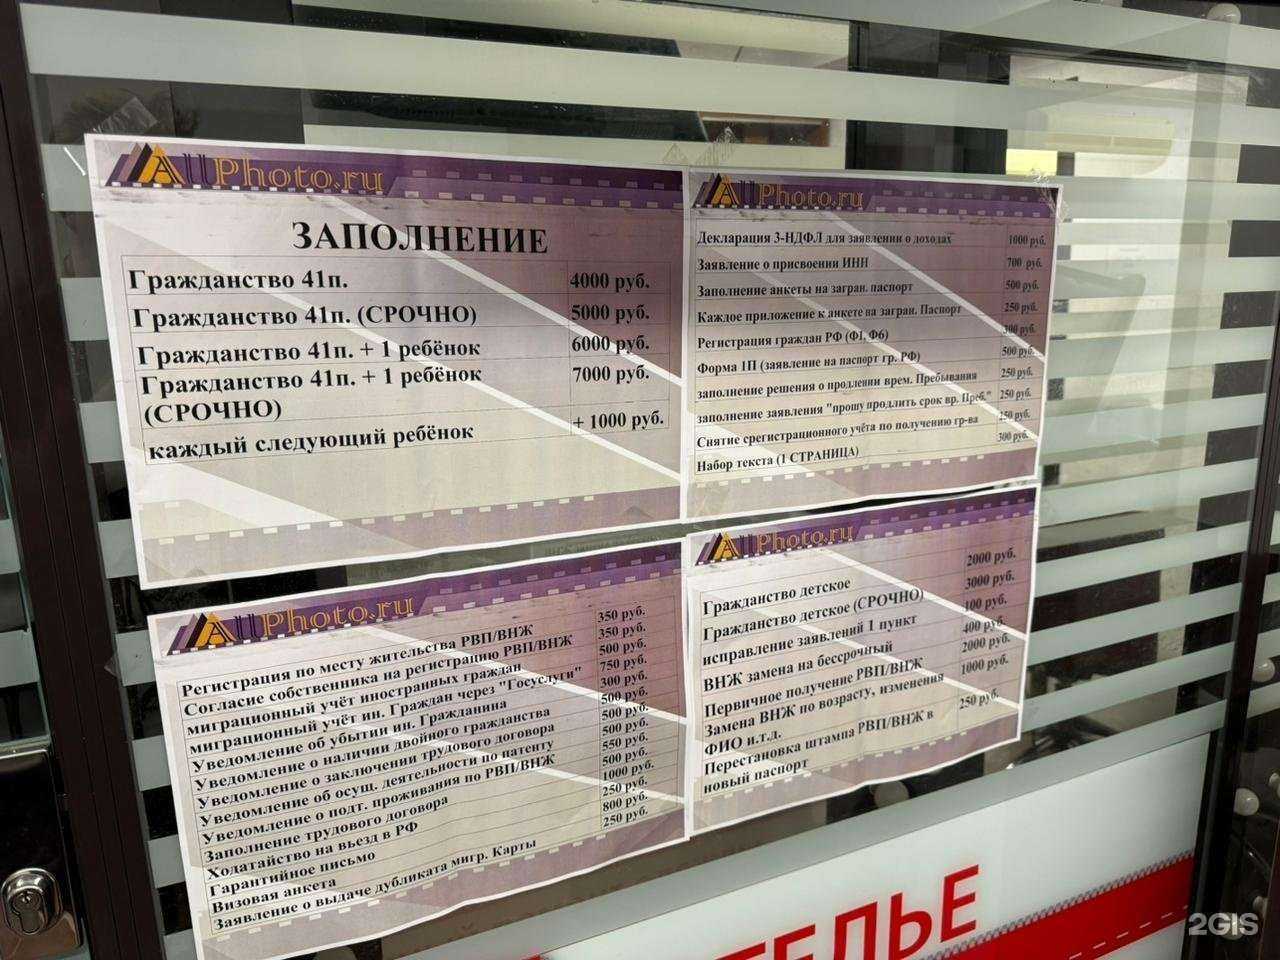 AllPhoto.ru
ЗАПОЛНЕНИЕ
Гражданство 41п. 4000 руб.
Гражданство 41п. (СРОЧНО) 5000 руб.
Гражданство 41п. + 1 ребёнок 6000 руб.
Гражданство 41п. + 1 ребёнок 7000 руб.
(СРОЧНО)
каждый следующий ребёнок + 1000 руб.
AllPhoto.ru
Декларация 3-НДФЛ для заявлении о доходах 1000 руб.
Заявление о присвоении ИНН 700 руб.
Заполнение анкеты на загран. паспорт 500 руб.
Каждое приложение к анкете на загран. Паспорт 250 руб.
Регистрация граждан РФ (Ф1, Ф6) 300 руб.
Форма 1П (заявление на паспорт гр. РФ) 500 руб.
заполнение решения о продлении врем. Пребывания 250 руб.
заполнение заявления "прошу продлить срок вр. Преб." 250 руб.
Снятие срегистрационного учёта по получению гр-ва 250 руб.
Набор текста (1 СТРАНИЦА) 300 руб.
AllPhoto.ru
Регистрация по месту жительства РВП/ВНЖ 350 руб.
Согласие собственника на регистрацию РВП/ВНЖ 350 руб.
миграционный учёт иностранных граждан 500 руб.
миграционный учёт ин. Граждан через "Госуслуги" 750 руб.
Уведомление об убытии ин. Гражданина 300 руб.
Уведомление о наличии двойного гражданства 500 руб.
Уведомление о заключении трудового договора 500 руб.
Уведомление об осущ. деятельности по патенту 500 руб.
Уведомление о подт. проживания по РВП/ВНЖ 550 руб.
Заполнение трудового договора 500 руб.
Ходатайство на въезд в РФ 1000 руб.
Гарантийное письмо 250 руб.
Визовая анкета 800 руб.
Заявление о выдаче дубликата мигр. Карты 250 руб.
AllPhoto.ru
Гражданство детское 2000 руб.
Гражданство детское (СРОЧНО) 3000 руб.
исправление заявлений 1 пункт 100 руб.
ВНЖ замена на бессрочный 400 руб.
Первичное получение РВП/ВНЖ 2000 руб.
Замена ВНЖ по возрасту, изменения 1000 руб.
ФИО и.т.д.
Перестановка штампа РВП/ВНЖ в 250 руб.
новый паспорт
ТЕЛЬЕ
2GIS